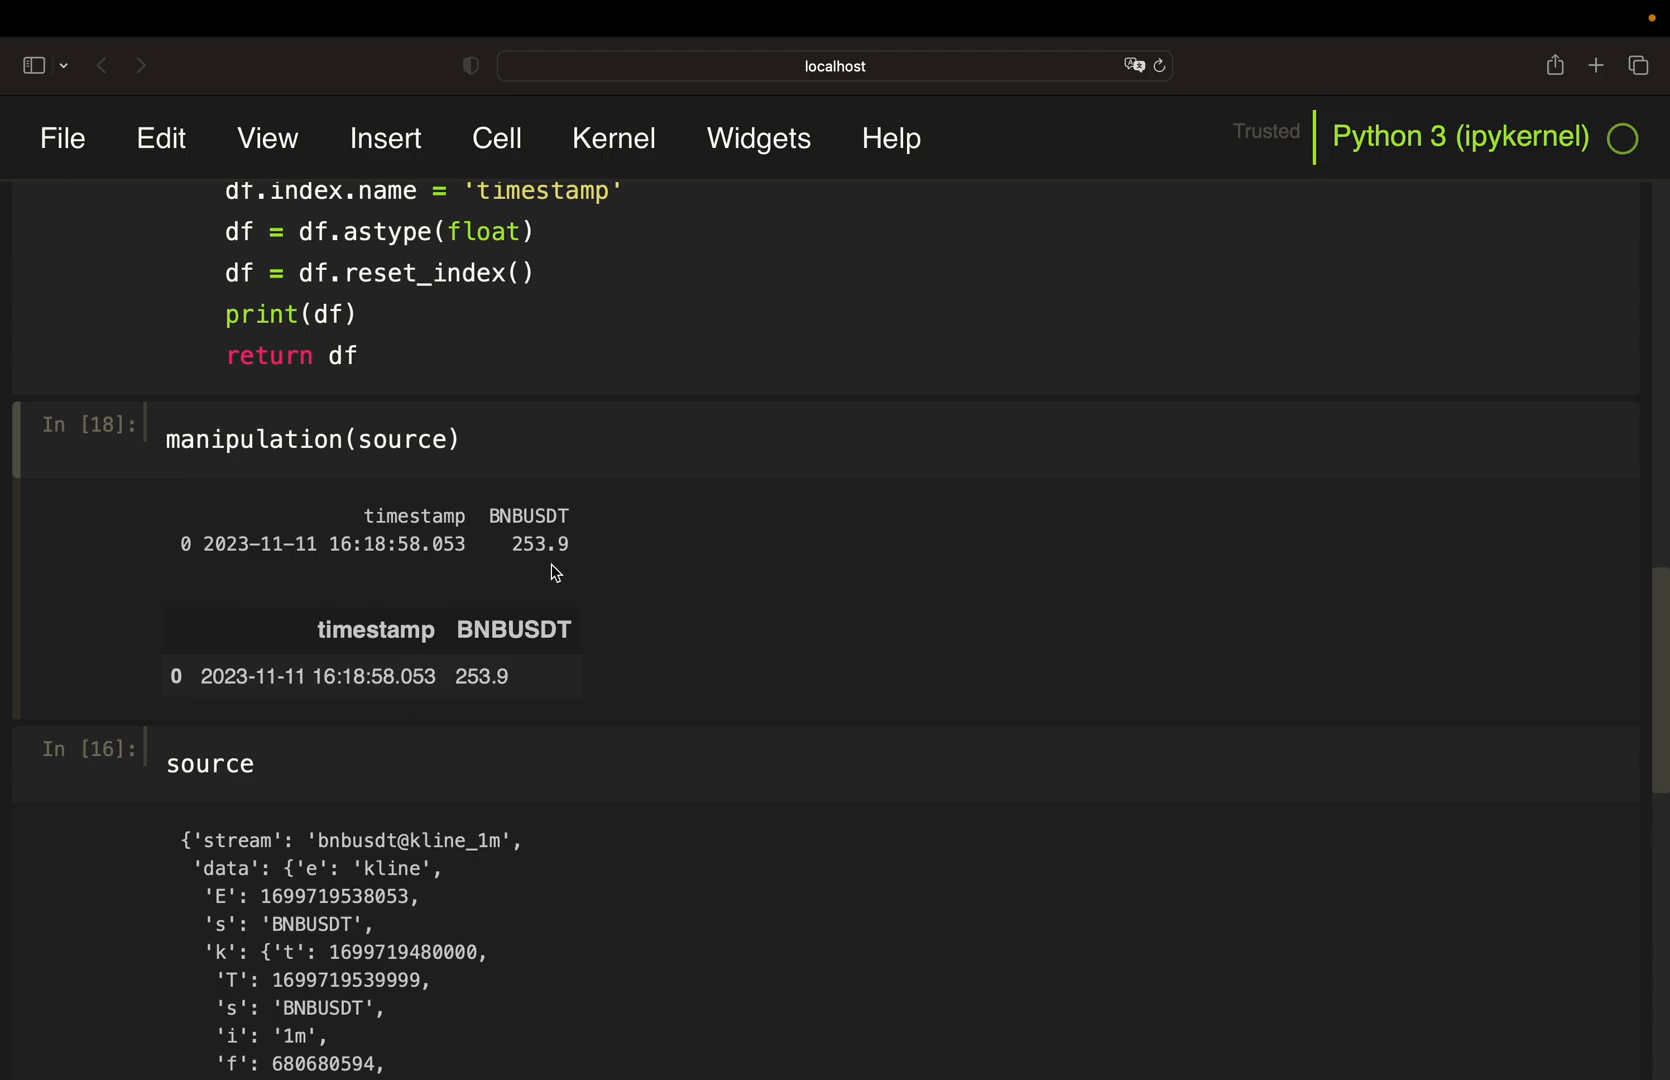 localhost
File Edit View Insert Cell Kernel Widgets Help Trusted Python 3 (ipykernel)
df.index.name = 'timestamp'
df = df.astype(float)
df = df.reset_index()
print(df)
return df
In [18]: manipulation(source)
timestamp BNBUSDT
0 2023-11-11 16:18:58.053 253.9
timestamp BNBUSDT
0 2023-11-11 16:18:58.053 253.9
In [16]: source
{'stream': 'bnbusdt@kline_1m',
'data': {'e': 'kline',
'E': 1699719538053,
's': 'BNBUSDT',
'k': {'t': 1699719480000,
'T': 1699719539999,
's': 'BNBUSDT',
'i': '1m',
'f': 680680594,